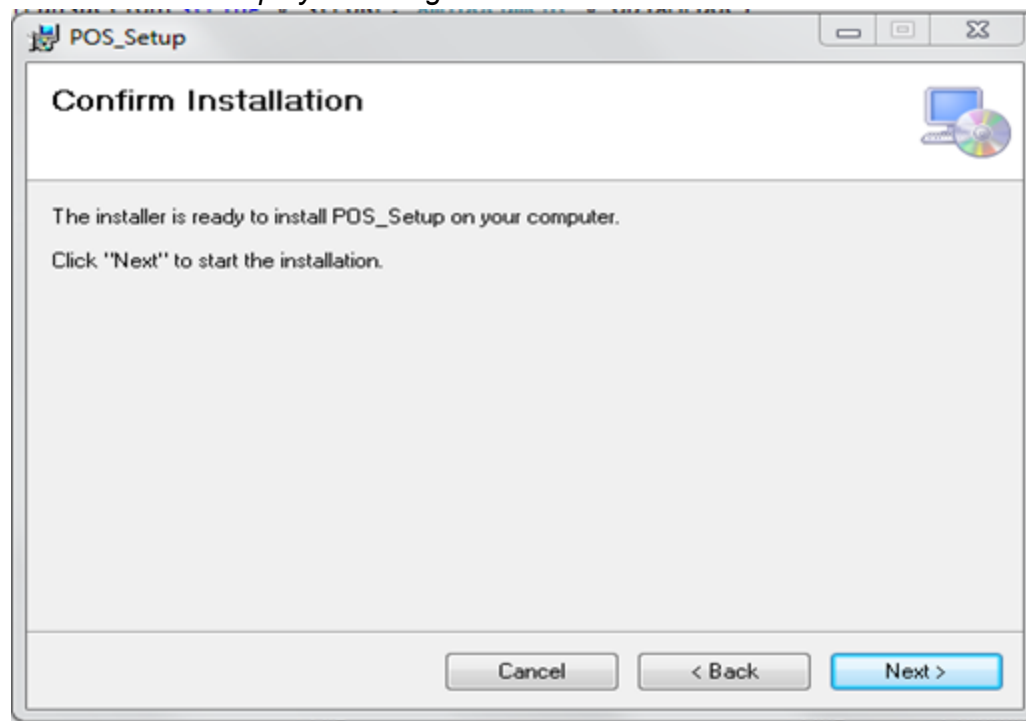 POS_Setup
Confirm Installation
The installer is ready to install POS_Setup on your computer.
Click "Next" to start the installation.
Cancel
< Back
Next >